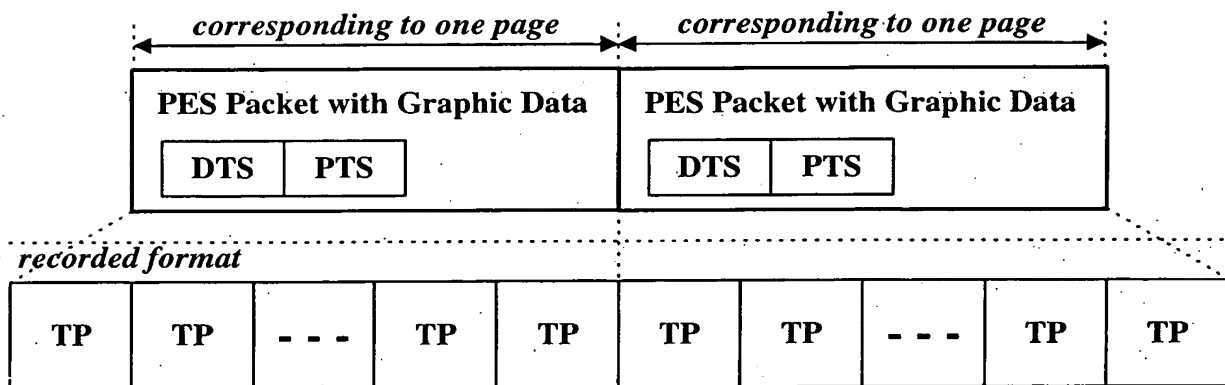 corresponding to one page corresponding to one page
PES Packet with Graphic Data PES Packet with Graphic Data
DTS PTS DTS PTS
recorded format
TP TP - - - TP TP TP TP - - - TP TP